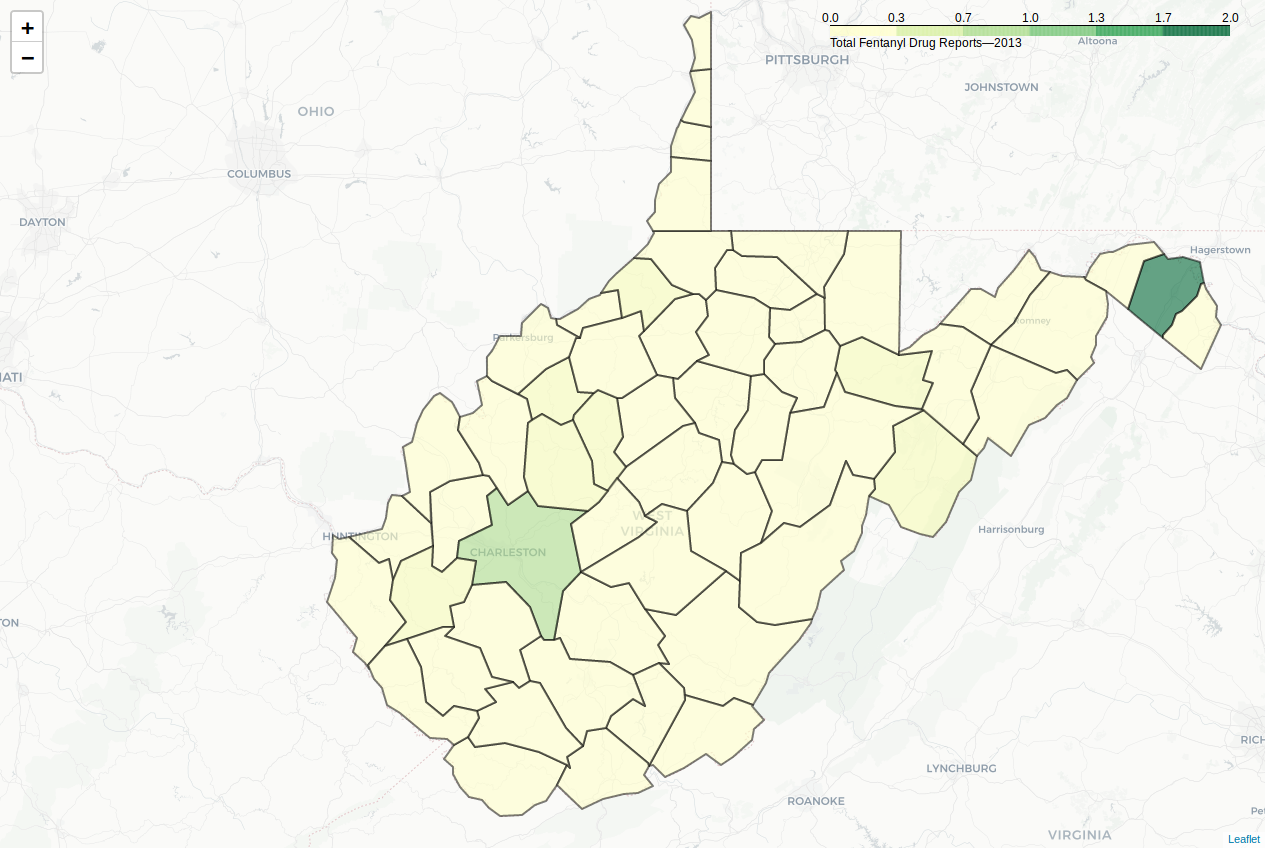 +
−
0.0 0.3 0.7 1.0 1.3 1.7 2.0
Total Fentanyl Drug Reports—2013
Altoona
PITTSBURGH
JOHNSTOWN
OHIO
COLUMBUS
DAYTON
Hagerstown
Romney
Parkersburg
NATI
WEST
VIRGINIA
HUNTINGTON
CHARLESTON
Harrisonburg
TON
RICH
LYNCHBURG
ROANOKE
Pet
VIRGINIA
Leaflet